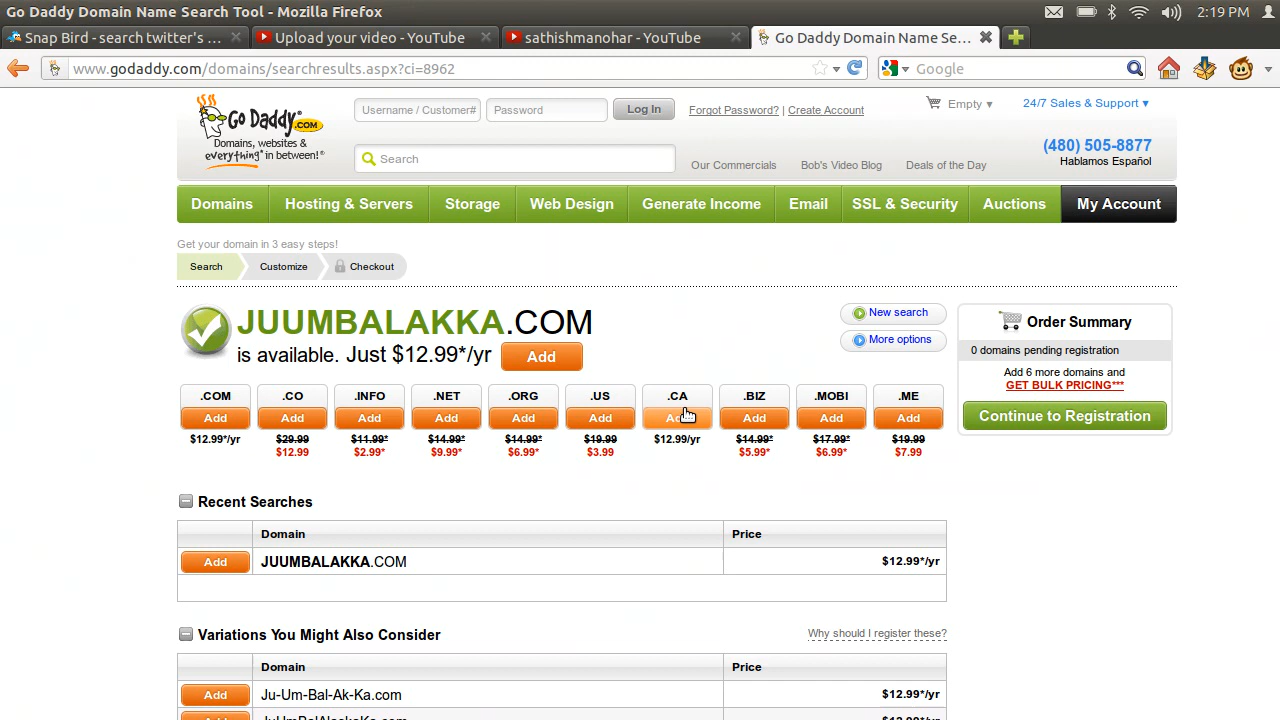 Go Daddy Domain Name Search Tool - Mozilla Firefox
2:19 PM
Snap Bird - search twitter's ...
Upload your video - YouTube
sathishmanohar - YouTube
Go Daddy Domain Name Se...
www.godaddy.com/domains/searchresults.aspx?ci=8962
Google
Go Daddy .COM
Domains, websites &
everything* in between!®
Username / Customer#
Password
Log In
Forgot Password? | Create Account
Empty ▾
24/7 Sales & Support ▾
(480) 505-8877
Hablamos Español
Search
Our Commercials
Bob's Video Blog
Deals of the Day
Domains
Hosting & Servers
Storage
Web Design
Generate Income
Email
SSL & Security
Auctions
My Account
Get your domain in 3 easy steps!
Search
Customize
Checkout
JUUMBALAKKA.COM
is available. Just $12.99*/yr
Add
New search
More options
Order Summary
0 domains pending registration
Add 6 more domains and
GET BULK PRICING***
Continue to Registration
.COM .CO .INFO .NET .ORG .US .CA .BIZ .MOBI .ME
Add Add Add Add Add Add Add Add Add Add
$12.99*/yr $29.99 $11.99* $14.99* $14.99* $19.99 $12.99/yr $14.99* $17.99* $19.99
$12.99 $2.99* $9.99* $6.99* $3.99 $5.99* $6.99* $7.99
Recent Searches
Domain Price
Add JUUMBALAKKA.COM $12.99*/yr
Variations You Might Also Consider
Why should I register these?
Domain Price
Add Ju-Um-Bal-Ak-Ka.com $12.99*/yr